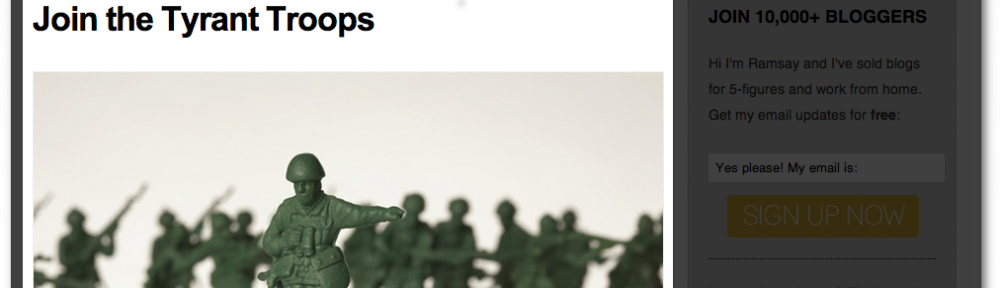 Join the Tyrant Troops
JOIN 10,000+ BLOGGERS
Hi I'm Ramsay and I've sold blogs
for 5-figures and work from home.
Get my email updates for free:
Yes please! My email is:
SIGN UP NOW